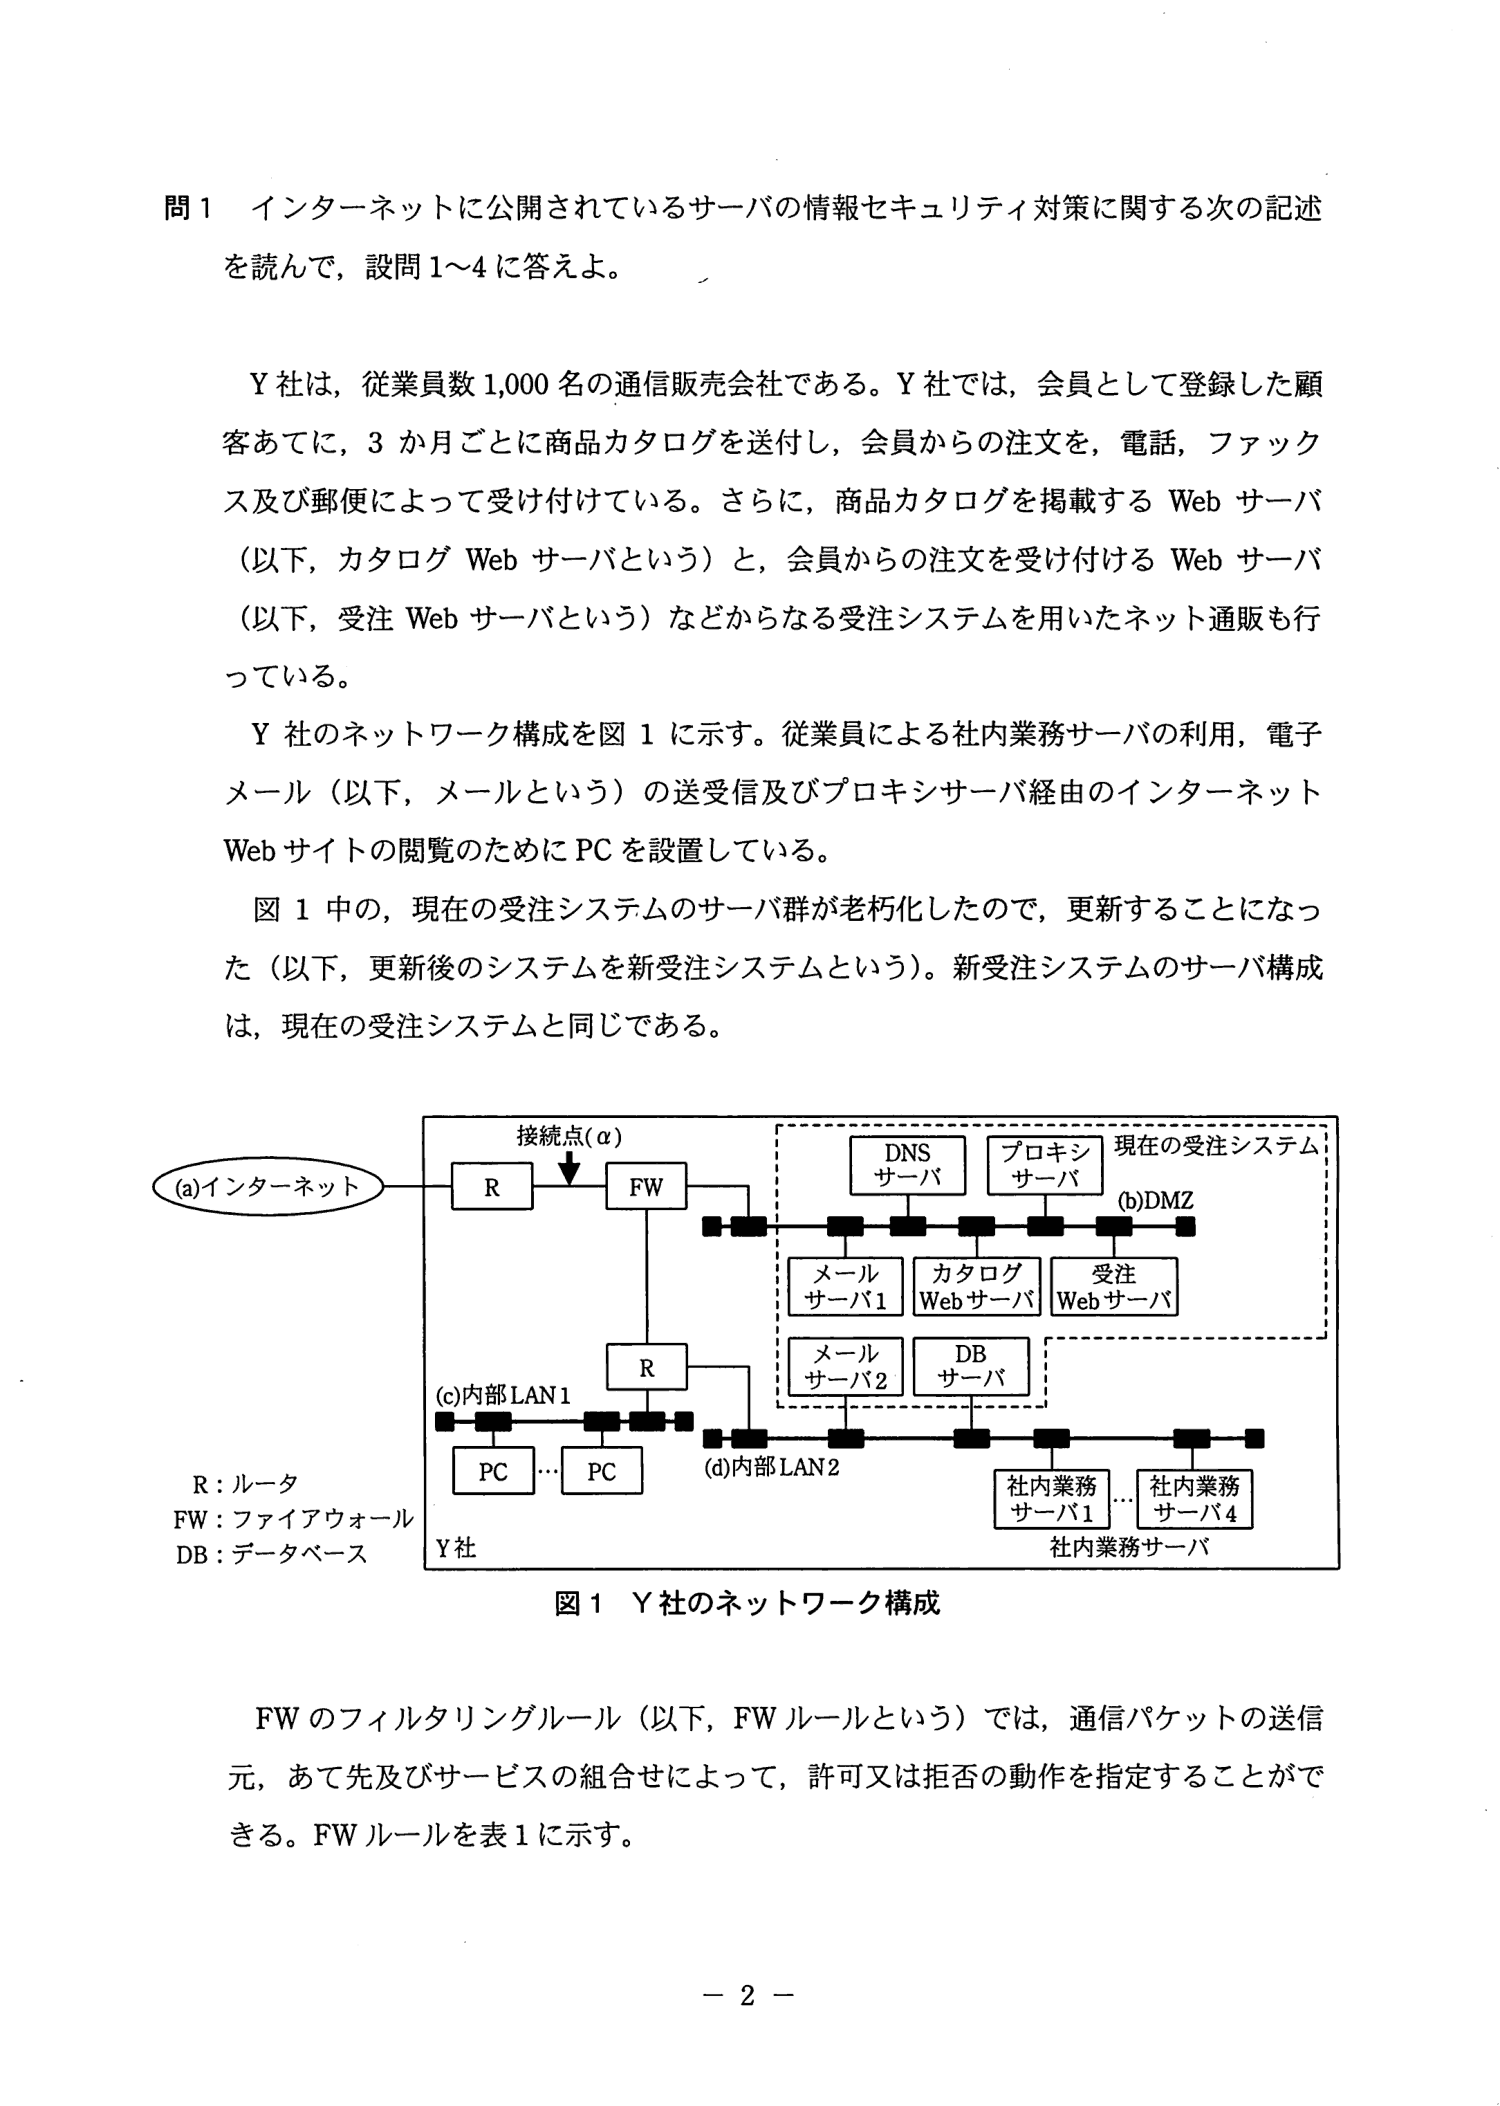 問1　インターネットに公開されているサーバの情報セキュリティ対策に関する次の記述
を読んで，設問1～4に答えよ。
Y社は，従業員数1,000名の通信販売会社である。Y社では，会員として登録した顧
客あてに，3か月ごとに商品カタログを送付し，会員からの注文を，電話，ファック
ス及び郵便によって受け付けている。さらに，商品カタログを掲載する Web サーバ
（以下，カタログ Web サーバという）と，会員からの注文を受け付ける Web サーバ
（以下，受注 Web サーバという）などからなる受注システムを用いたネット通販も行
っている。
Y 社のネットワーク構成を図 1 に示す。従業員による社内業務サーバの利用，電子
メール（以下，メールという）の送受信及びプロキシサーバ経由のインターネット
Web サイトの閲覧のために PC を設置している。
図 1 中の，現在の受注システムのサーバ群が老朽化したので，更新することになっ
た（以下，更新後のシステムを新受注システムという）。新受注システムのサーバ構成
は，現在の受注システムと同じである。
接続点(α)
(a)インターネット
R
FW
DNS
サーバ
プロキシ
サーバ
現在の受注システム
(b)DMZ
メール
サーバ1
カタログ
Webサーバ
受注
Webサーバ
R
メール
サーバ2
DB
サーバ
(c)内部LAN1
(d)内部LAN2
PC
…
PC
社内業務
サーバ1
…
社内業務
サーバ4
社内業務サーバ
R：ルータ
FW：ファイアウォール
DB：データベース
Y社
図1　Y社のネットワーク構成
FW のフィルタリングルール（以下，FW ルールという）では，通信パケットの送信
元，あて先及びサービスの組合せによって，許可又は拒否の動作を指定することがで
きる。FW ルールを表1に示す。
－ 2 －